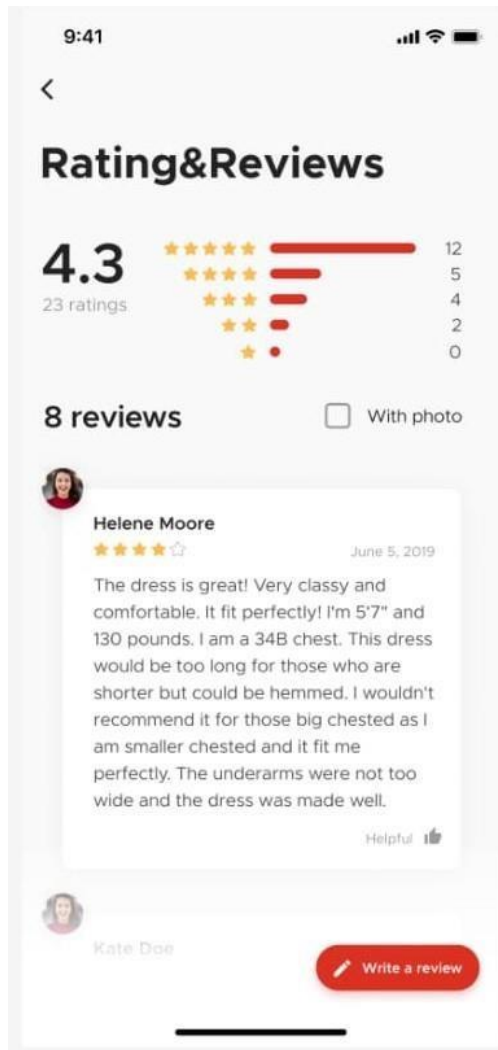 9:41
Rating&Reviews
4.3
23 ratings
12
5
4
2
0
8 reviews
With photo
Helene Moore
June 5, 2019
The dress is great! Very classy and
comfortable. It fit perfectly! I'm 5'7" and
130 pounds. I am a 34B chest. This dress
would be too long for those who are
shorter but could be hemmed. I wouldn't
recommend it for those big chested as I
am smaller chested and it fit me
perfectly. The underarms were not too
wide and the dress was made well.
Helpful
Kate Doe
Write a review